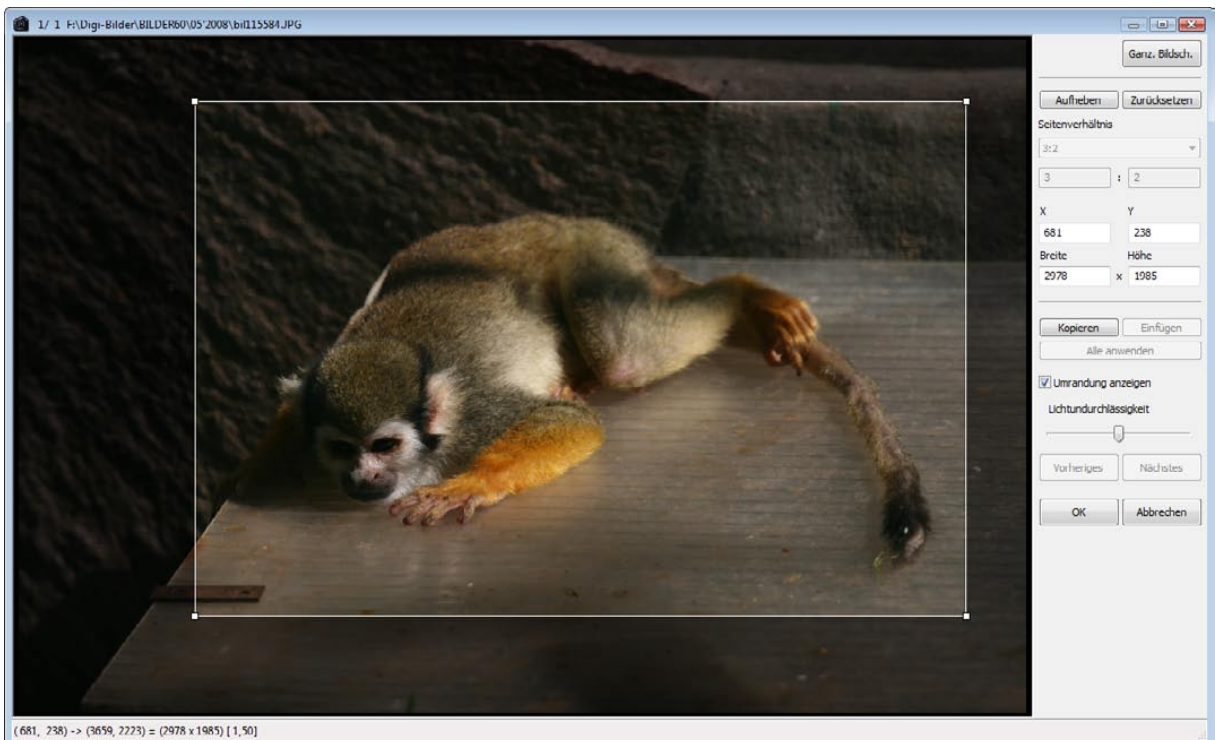 1/ 1 F:\Digi-Bilder\BILDER60\05'2008\bil115584.JPG
Ganz. Bildsch.
Aufheben Zurücksetzen
Seitenverhältnis
3:2
3 : 2
X Y
681 238
Breite Höhe
2978 x 1985
Kopieren Einfügen
Alle anwenden
Umrandung anzeigen
Lichtundurchlässigkeit
Vorheriges Nächstes
OK Abbrechen
( 681, 238) -> (3659, 2223) = (2978 x 1985) [ 1,50]